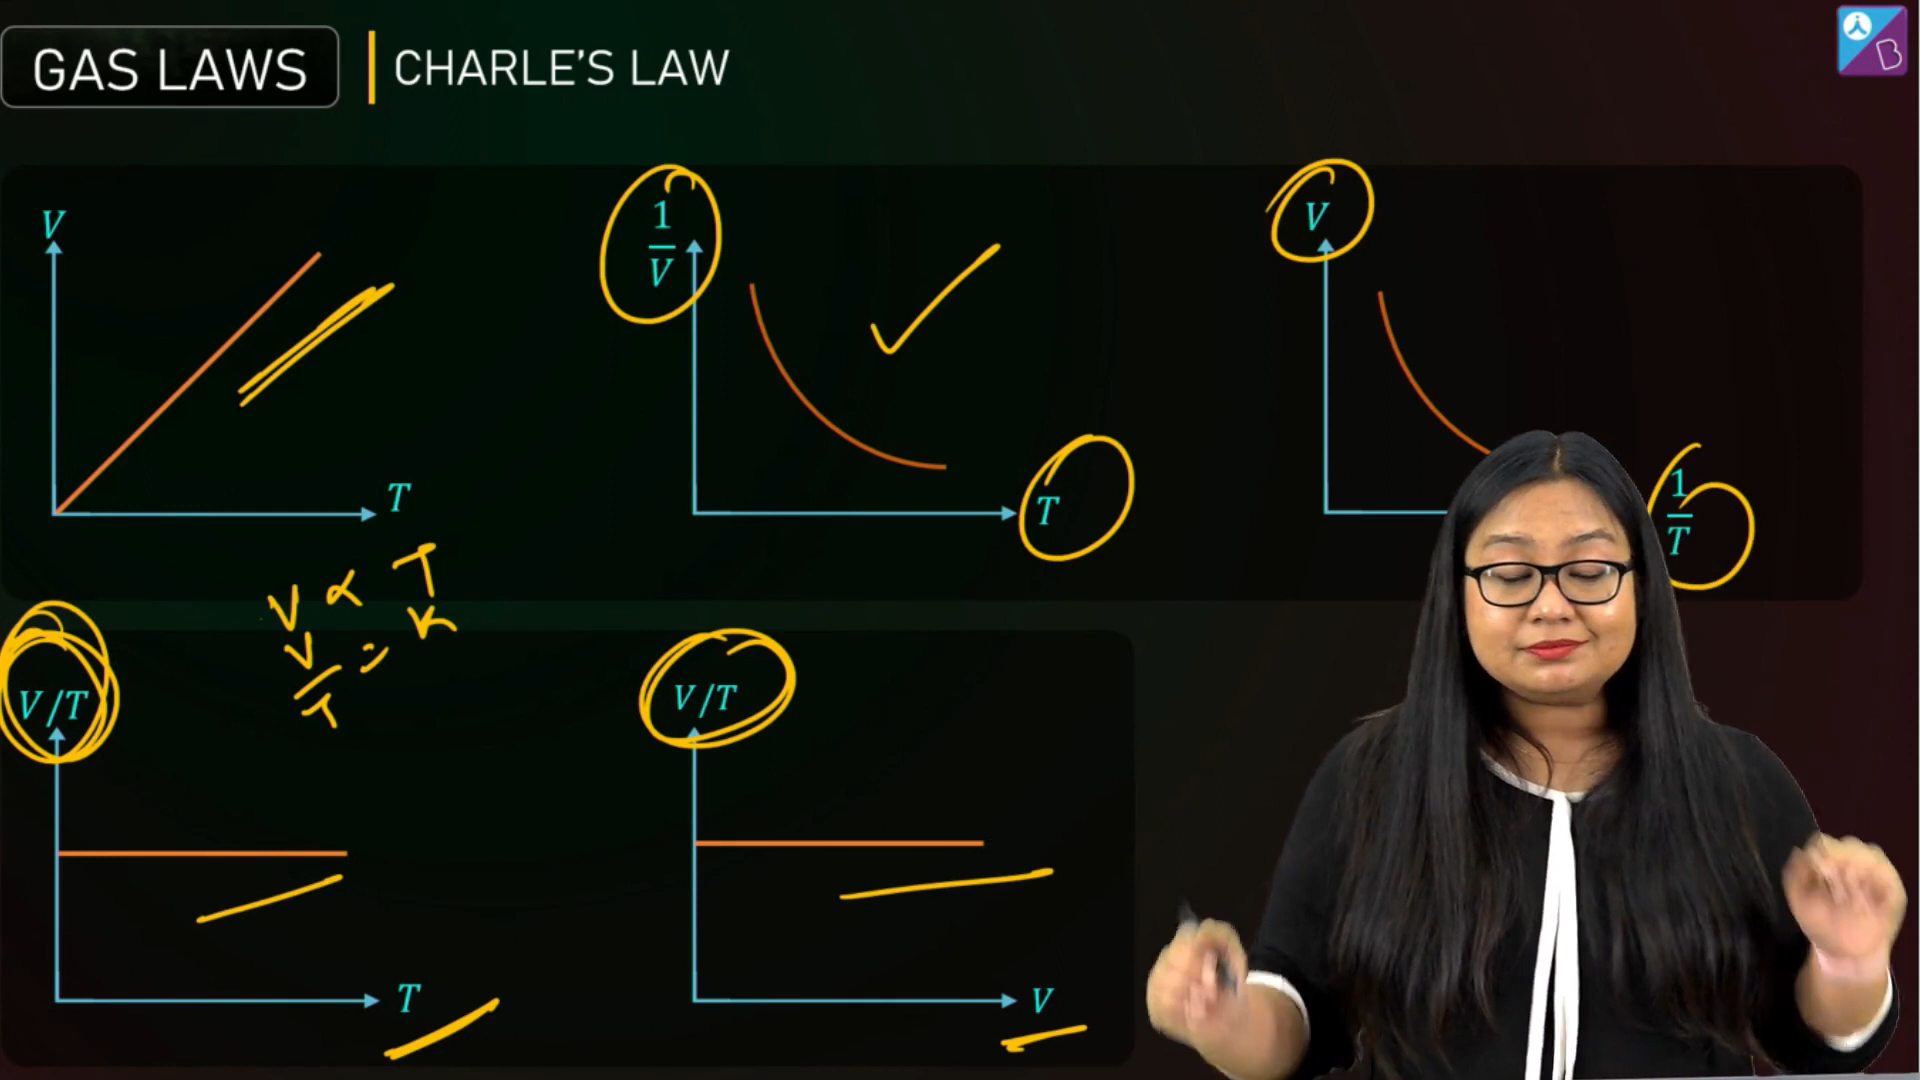 GAS LAWS
CHARLE'S LAW
V
T
1/V
T
V
1/T
V ∝ T
V/T = K
V/T
T
V/T
V
B